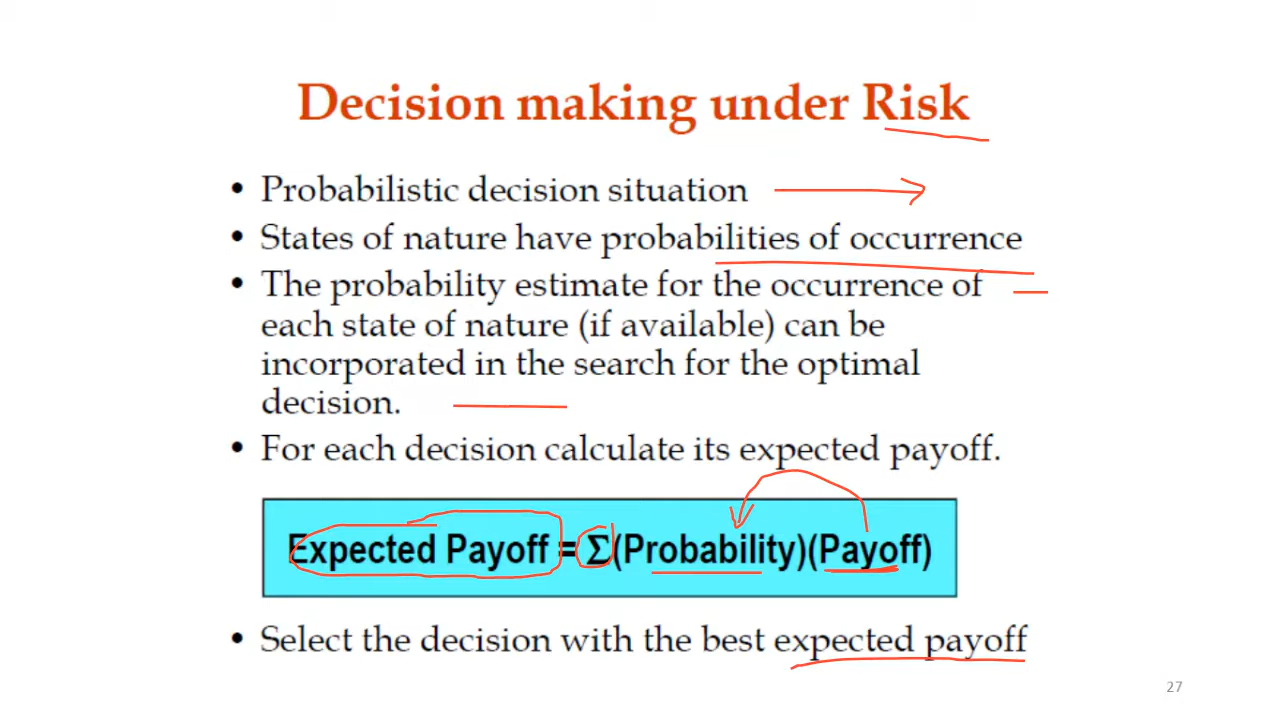 Decision making under Risk
• Probabilistic decision situation
• States of nature have probabilities of occurrence
• The probability estimate for the occurrence of
each state of nature (if available) can be
incorporated in the search for the optimal
decision.
• For each decision calculate its expected payoff.
Expected Payoff = Σ(Probability)(Payoff)
• Select the decision with the best expected payoff
27